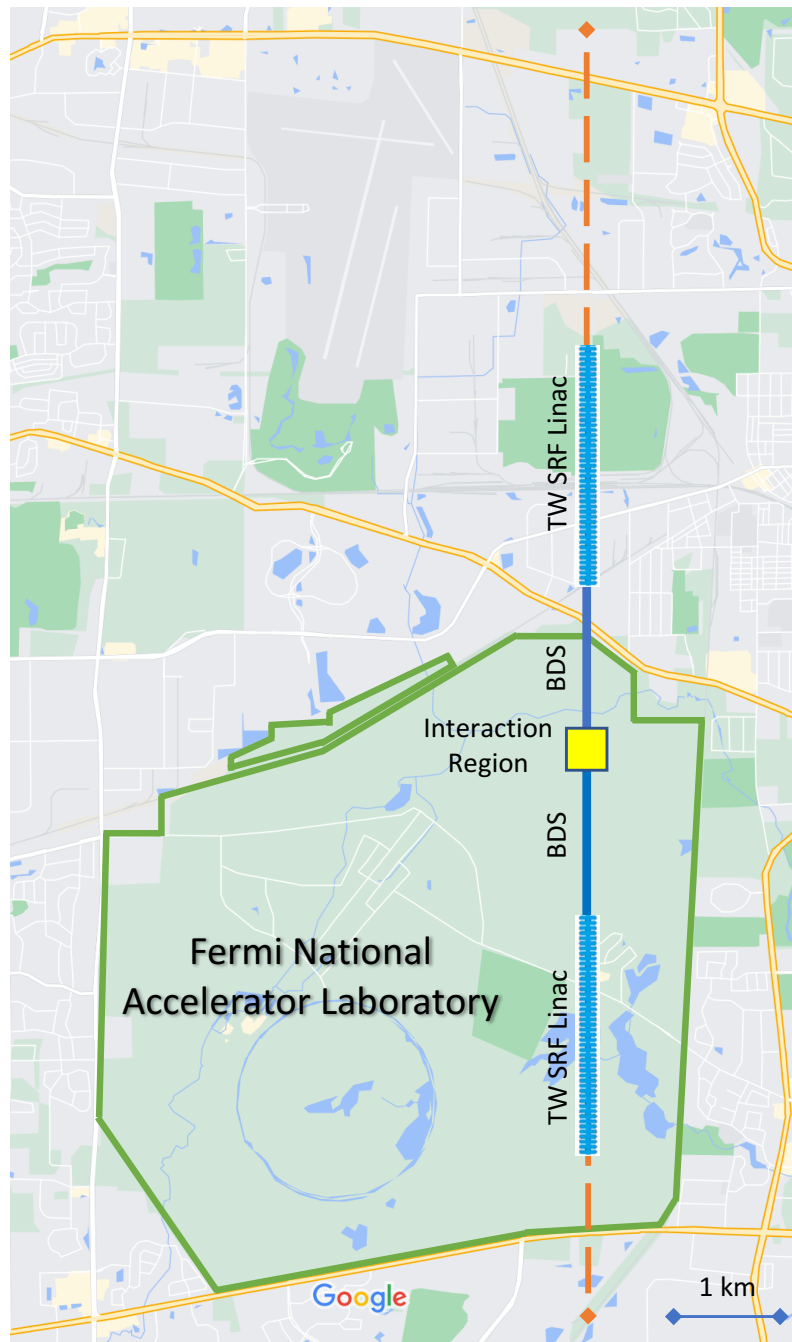 TW SRF Linac
BDS
Interaction
Region
BDS
Fermi National
Accelerator Laboratory
TW SRF Linac
Google
1 km